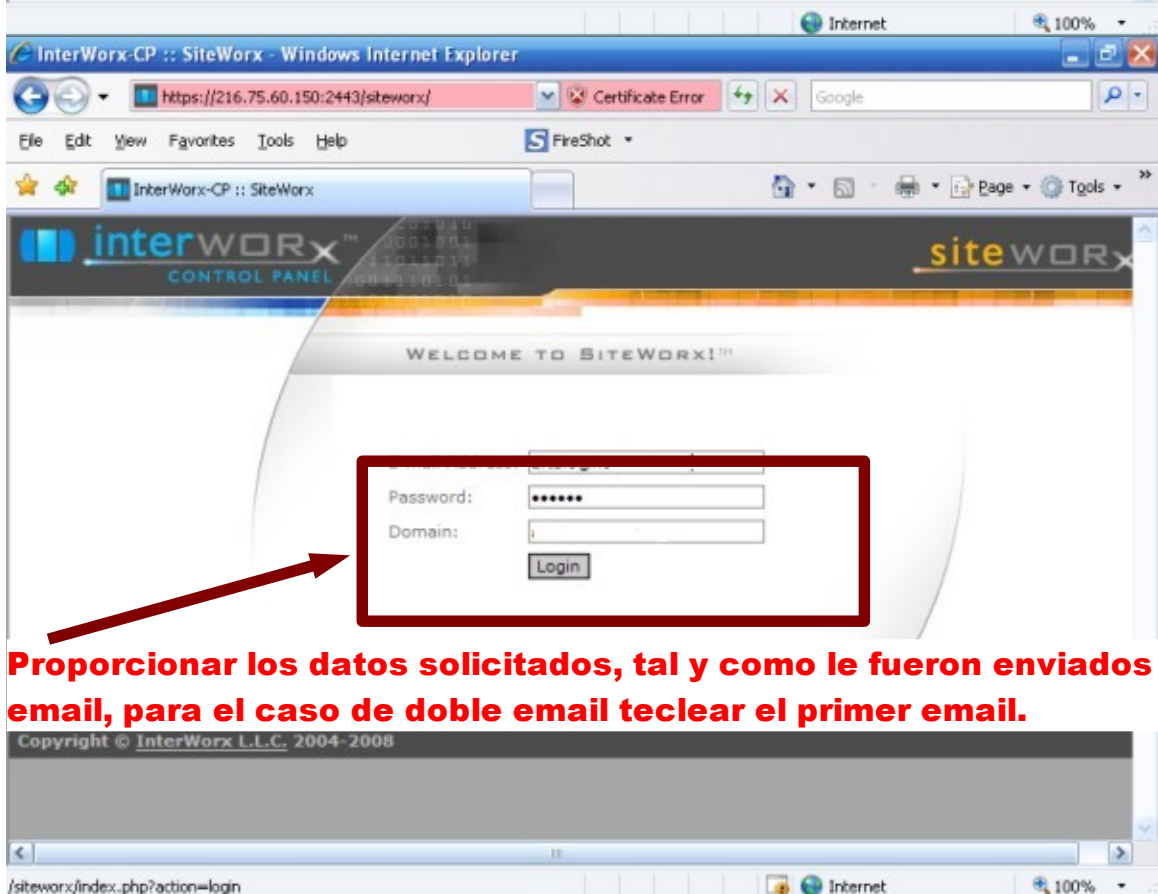 Internet 100%
InterWorx-CP :: SiteWorx - Windows Internet Explorer
https://216.75.60.150:2443/siteworx/ Certificate Error Google
File Edit View Favorites Tools Help FireShot
InterWorx-CP :: SiteWorx Page Tools
interworx™ siteworx
CONTROL PANEL
WELCOME TO SITEWORX!™
Password:
Domain:
Login
Proporcionar los datos solicitados, tal y como le fueron enviados
email, para el caso de doble email teclear el primer email.
Copyright © InterWorx L.L.C. 2004-2008
/siteworx/index.php?action=login Internet 100%